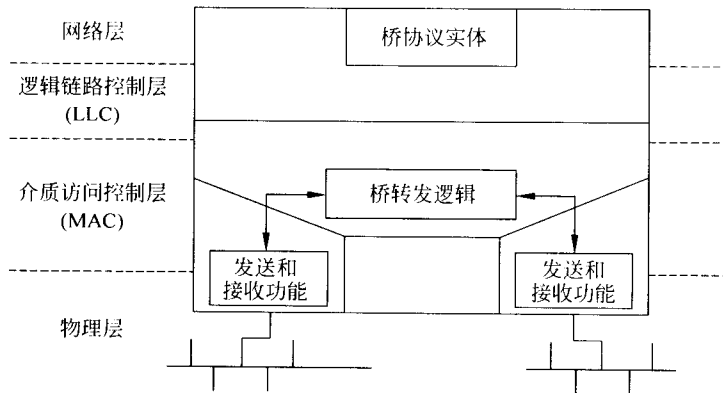 网络层
桥协议实体
逻辑链路控制层
(LLC)
介质访问控制层
(MAC)
桥转发逻辑
发送和
接收功能
发送和
接收功能
物理层